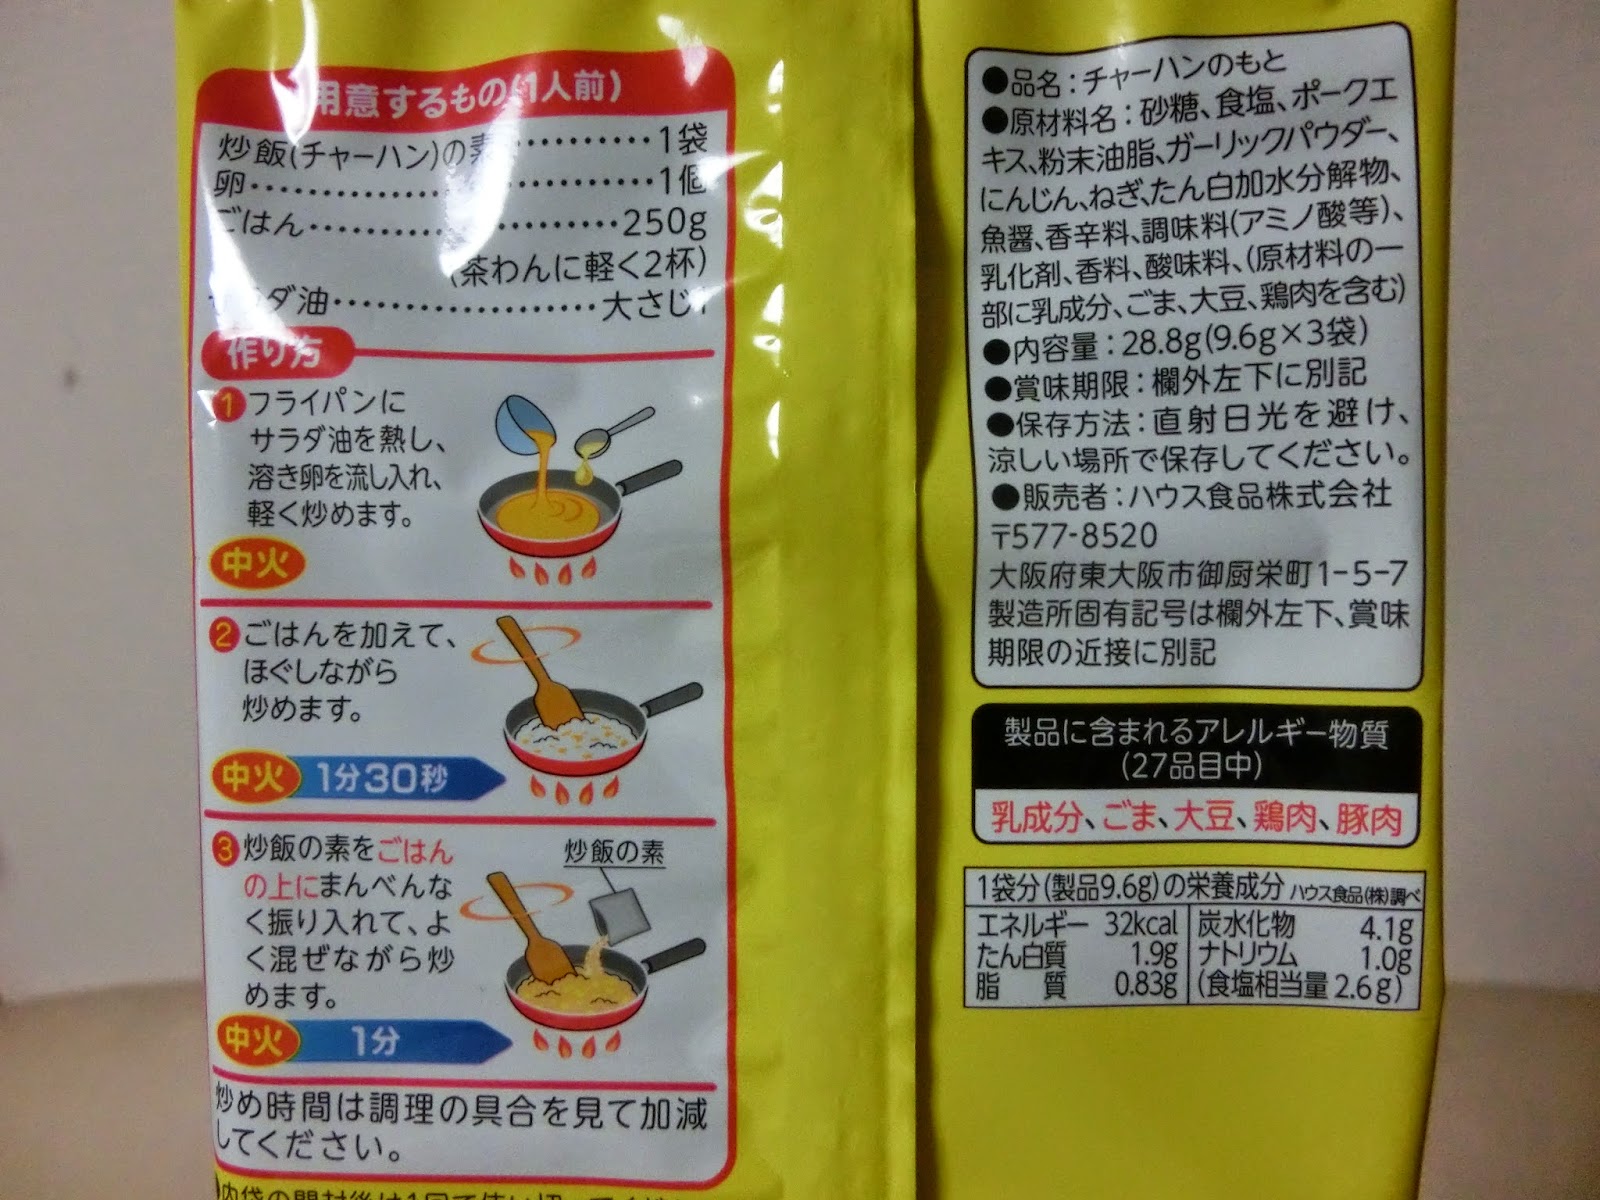 用意するもの(1人前)
炒飯(チャーハン)の素‥‥‥‥‥1袋
卵‥‥‥‥‥‥‥‥‥‥‥‥‥1個
ごはん‥‥‥‥‥‥‥‥‥‥250g
(茶わんに軽く2杯)
サラダ油‥‥‥‥‥‥‥‥‥大さじ1
作り方
1 フライパンに
サラダ油を熱し、
溶き卵を流し入れ、
軽く炒めます。
中火
2 ごはんを加えて、
ほぐしながら
炒めます。
中火 1分30秒
3 炒飯の素をごはん
の上にまんべんな
く振り入れて、よ
く混ぜながら炒
めます。
炒飯の素
中火 1分
炒め時間は調理の具合を見て加減
してください。
●品名：チャーハンのもと
●原材料名：砂糖、食塩、ポークエ
キス、粉末油脂、ガーリックパウダー、
にんじん、ねぎ、たん白加水分解物、
魚醤、香辛料、調味料(アミノ酸等)、
乳化剤、香料、酸味料、(原材料の一
部に乳成分、ごま、大豆、鶏肉を含む)
●内容量：28.8g(9.6g×3袋)
●賞味期限：欄外左下に別記
●保存方法：直射日光を避け、
涼しい場所で保存してください。
●販売者：ハウス食品株式会社
〒577-8520
大阪府東大阪市御厨栄町1-5-7
製造所固有記号は欄外左下、賞味
期限の近接に別記
製品に含まれるアレルギー物質
(27品目中)
乳成分、ごま、大豆、鶏肉、豚肉
1袋分(製品9.6g)の栄養成分 ハウス食品(株)調べ
エネルギー 32kcal 炭水化物 4.1g
たん白質 1.9g ナトリウム 1.0g
脂質 0.83g (食塩相当量 2.6g)